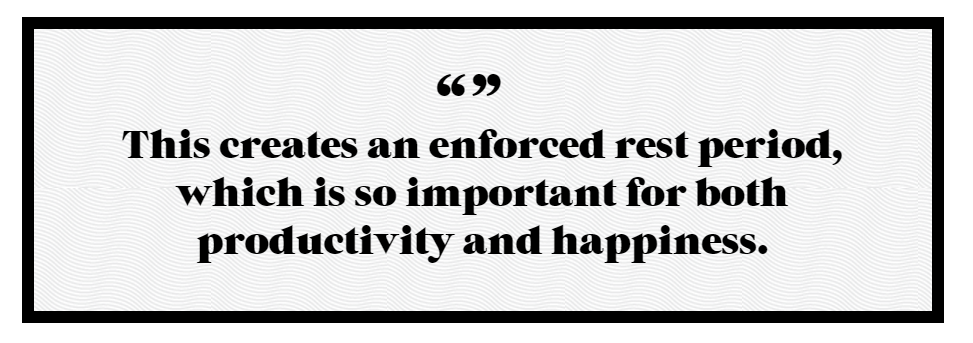 “ ”
This creates an enforced rest period,
which is so important for both
productivity and happiness.